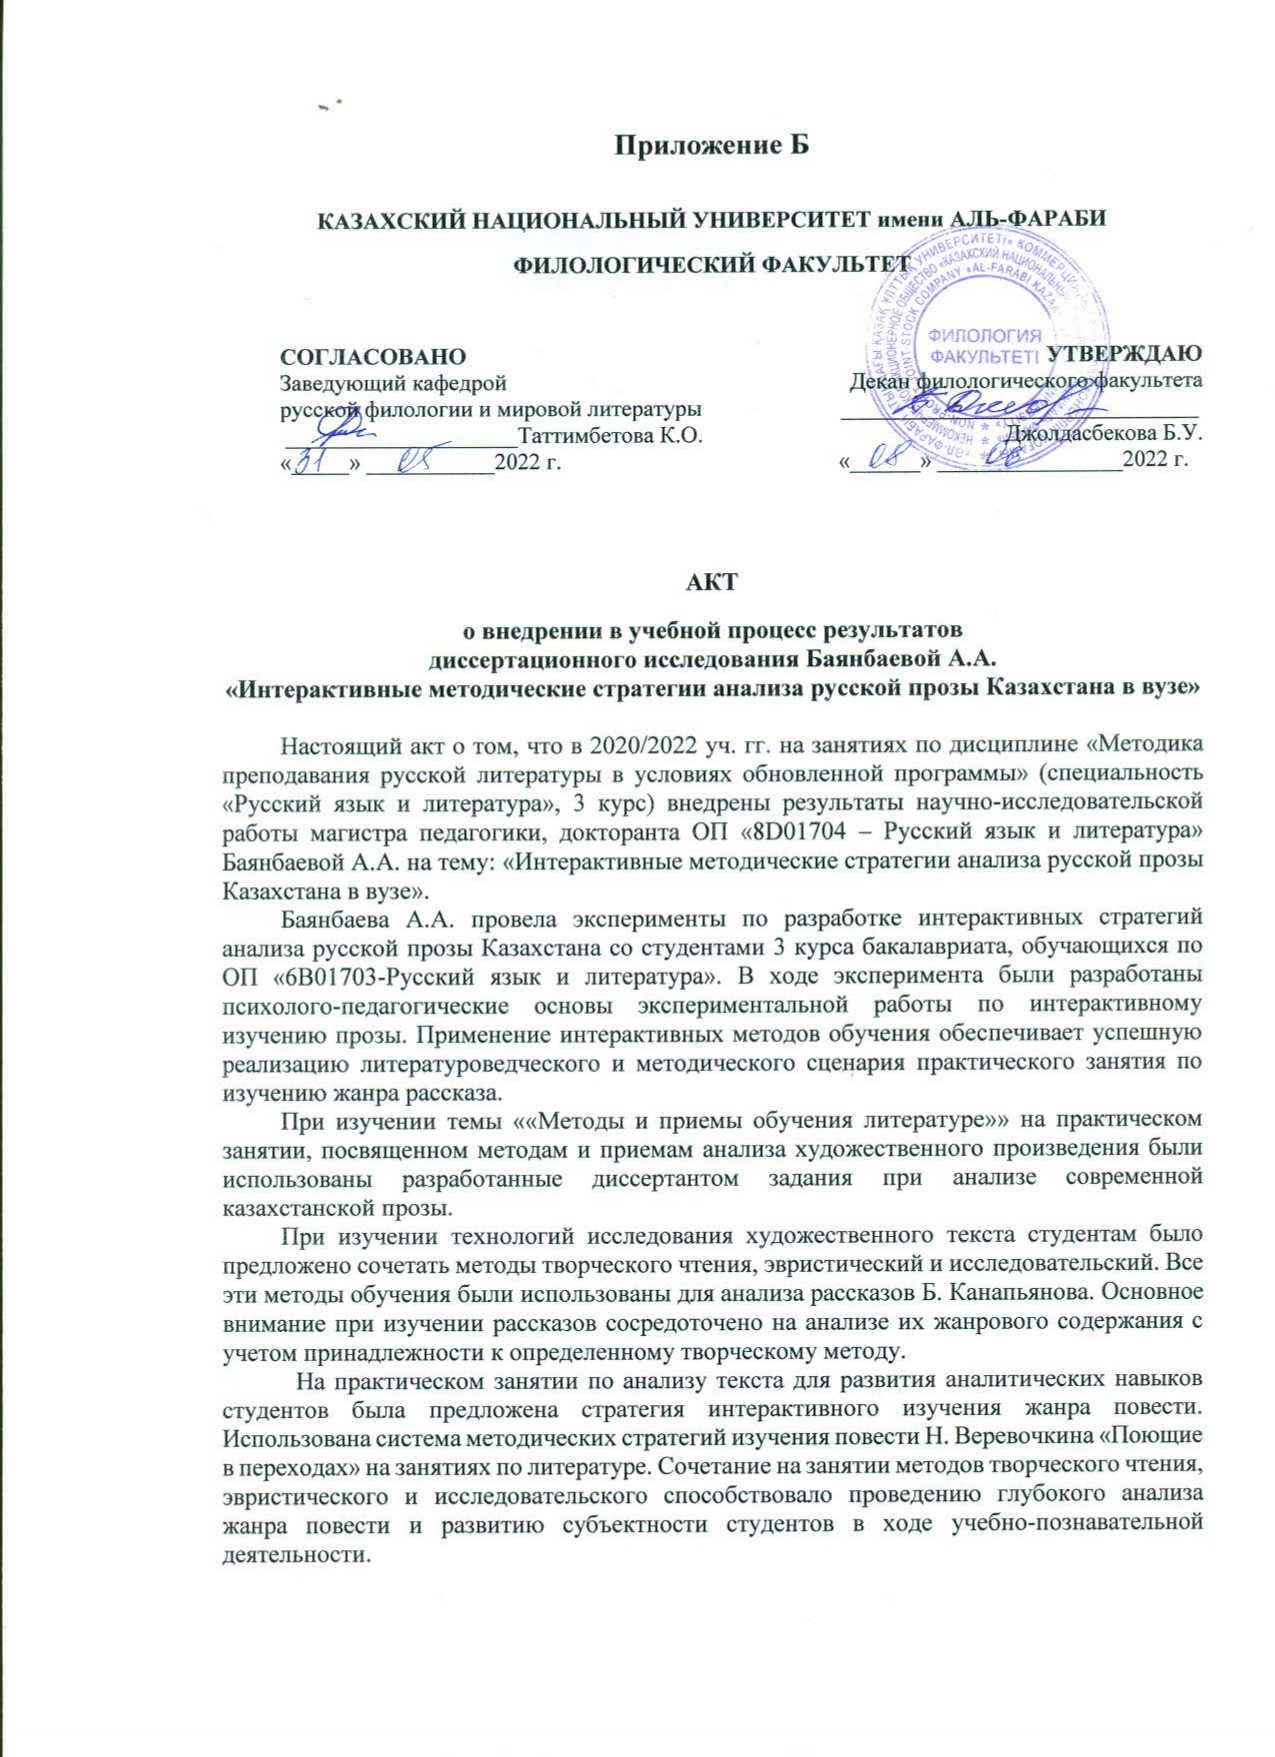 Приложение Б
КАЗАХСКИЙ НАЦИОНАЛЬНЫЙ УНИВЕРСИТЕТ имени АЛЬ-ФАРАБИ
ФИЛОЛОГИЧЕСКИЙ ФАКУЛЬТЕТ
СОГЛАСОВАНО
Заведующий кафедрой
русской филологии и мировой литературы
Таттимбетова К.О.
«31» 05 2022 г.
ФИЛОЛОГИЯ
ФАКУЛЬТЕТІ
УТВЕРЖДАЮ
Декан филологического факультета
Джолдасбекова Б.У.
«08» 06 2022 г.
АКТ
о внедрении в учебной процесс результатов
диссертационного исследования Баянбаевой А.А.
«Интерактивные методические стратегии анализа русской прозы Казахстана в вузе»
Настоящий акт о том, что в 2020/2022 уч. гг. на занятиях по дисциплине «Методика
преподавания русской литературы в условиях обновленной программы» (специальность
«Русский язык и литература», 3 курс) внедрены результаты научно-исследовательской
работы магистра педагогики, докторанта ОП «8D01704 – Русский язык и литература»
Баянбаевой А.А. на тему: «Интерактивные методические стратегии анализа русской прозы
Казахстана в вузе».
Баянбаева А.А. провела эксперименты по разработке интерактивных стратегий
анализа русской прозы Казахстана со студентами 3 курса бакалавриата, обучающихся по
ОП «6В01703-Русский язык и литература». В ходе эксперимента были разработаны
психолого-педагогические основы экспериментальной работы по интерактивному
изучению прозы. Применение интерактивных методов обучения обеспечивает успешную
реализацию литературоведческого и методического сценария практического занятия по
изучению жанра рассказа.
При изучении темы ««Методы и приемы обучения литературе»» на практическом
занятии, посвященном методам и приемам анализа художественного произведения были
использованы разработанные диссертантом задания при анализе современной
казахстанской прозы.
При изучении технологий исследования художественного текста студентам было
предложено сочетать методы творческого чтения, эвристический и исследовательский. Все
эти методы обучения были использованы для анализа рассказов Б. Канапьянова. Основное
внимание при изучении рассказов сосредоточено на анализе их жанрового содержания с
учетом принадлежности к определенному творческому методу.
На практическом занятии по анализу текста для развития аналитических навыков
студентов была предложена стратегия интерактивного изучения жанра повести.
Использована система методических стратегий изучения повести Н. Веревочкина «Поющие
в переходах» на занятиях по литературе. Сочетание на занятии методов творческого чтения,
эвристического и исследовательского способствовало проведению глубокого анализа
жанра повести и развитию субъектности студентов в ходе учебно-познавательной
деятельности.